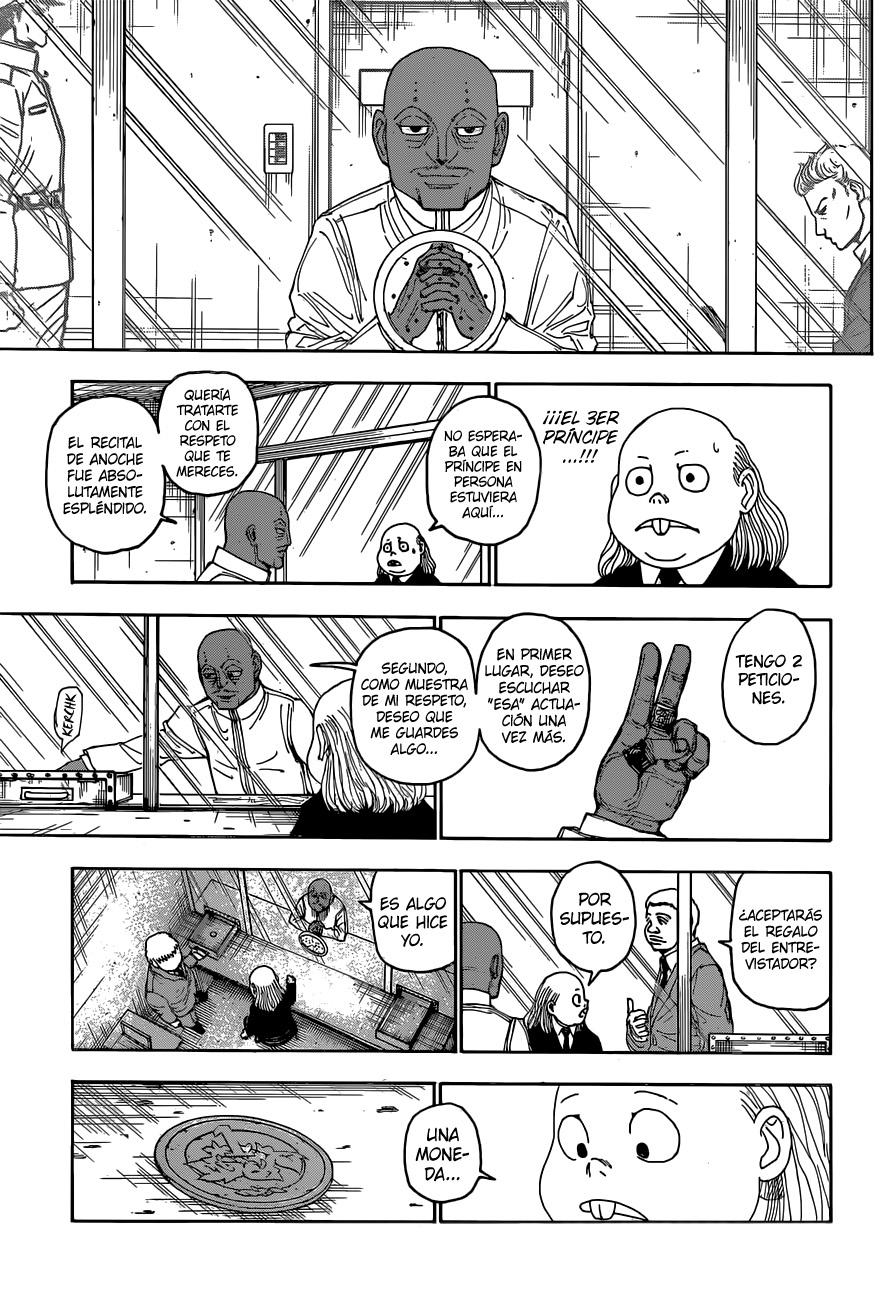 ¡¡¡EL 3ER
PRÍNCIPE
...!!!
NO ESPERA-
BA QUE EL
PRÍNCIPE EN
PERSONA
ESTUVIERA
AQUÍ...
QUERÍA
TRATARTE
CON EL
RESPETO
QUE TE
MERECES.
EL RECITAL
DE ANOCHE
FUE ABSO-
LUTAMENTE
ESPLÉNDIDO.
TENGO 2
PETICIO-
NES.
EN PRIMER
LUGAR, DESEO
ESCUCHAR
"ESA" ACTUA-
CIÓN UNA
VEZ MÁS.
SEGUNDO,
COMO MUESTRA
DE MI RESPETO,
DESEO QUE
ME GUARDES
ALGO...
KERCHK
¿ACEPTARÁS
EL REGALO
DEL ENTRE-
VISTADOR?
POR
SUPUES-
TO.
ES ALGO
QUE HICE
YO.
UNA
MONE-
DA...